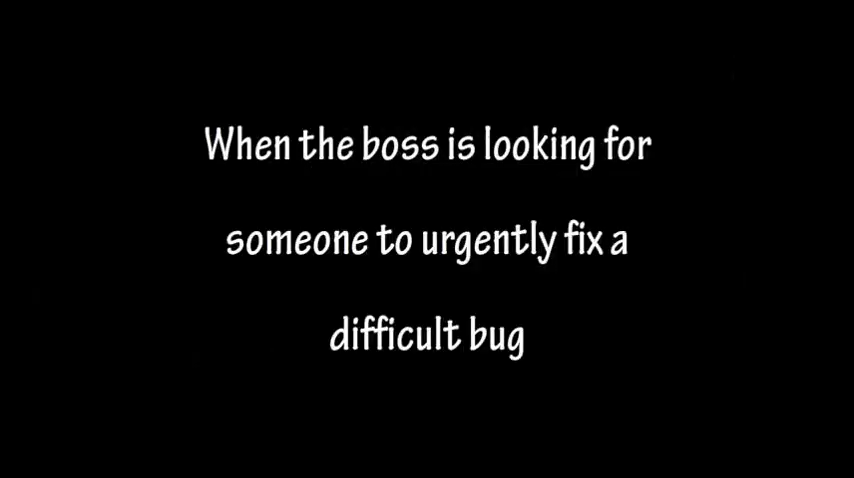 When the boss is looking for
someone to urgently fix a
difficult bug